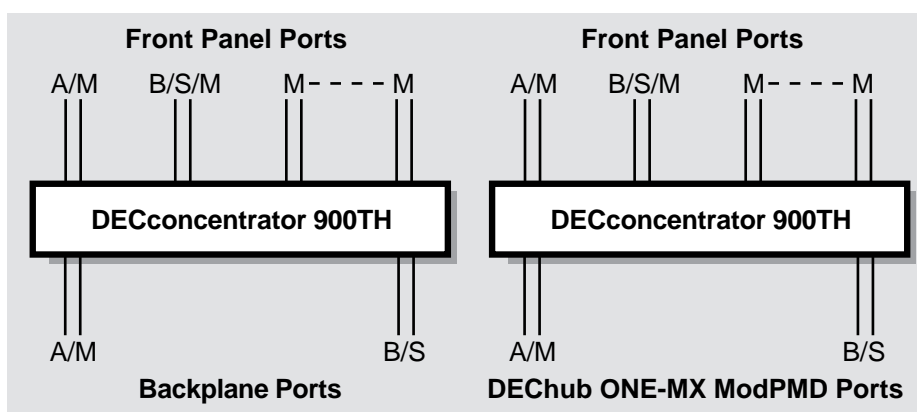 Front Panel Ports
A/M B/S/M M - - - - M
DECconcentrator 900TH
A/M B/S
Backplane Ports
Front Panel Ports
A/M B/S/M M - - - - M
DECconcentrator 900TH
A/M B/S
DEChub ONE-MX ModPMD Ports